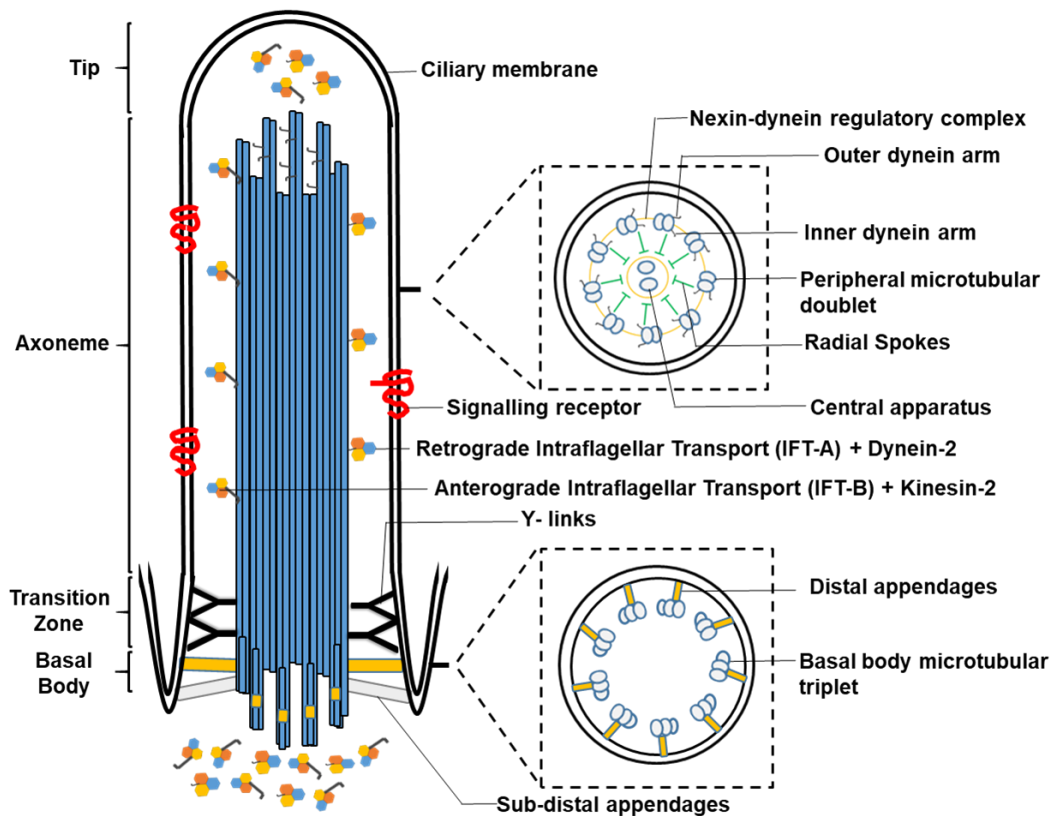 Tip
Ciliary membrane
Nexin-dynein regulatory complex
Outer dynein arm
Inner dynein arm
Peripheral microtubular
doublet
Radial Spokes
Central apparatus
Axoneme
Signalling receptor
Retrograde Intraflagellar Transport (IFT-A) + Dynein-2
Anterograde Intraflagellar Transport (IFT-B) + Kinesin-2
Y- links
Transition
Zone
Basal
Body
Distal appendages
Basal body microtubular
triplet
Sub-distal appendages